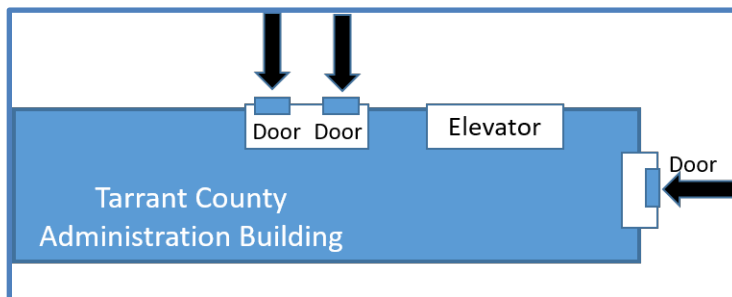 Door Door
Elevator
Door
Tarrant County
Administration Building